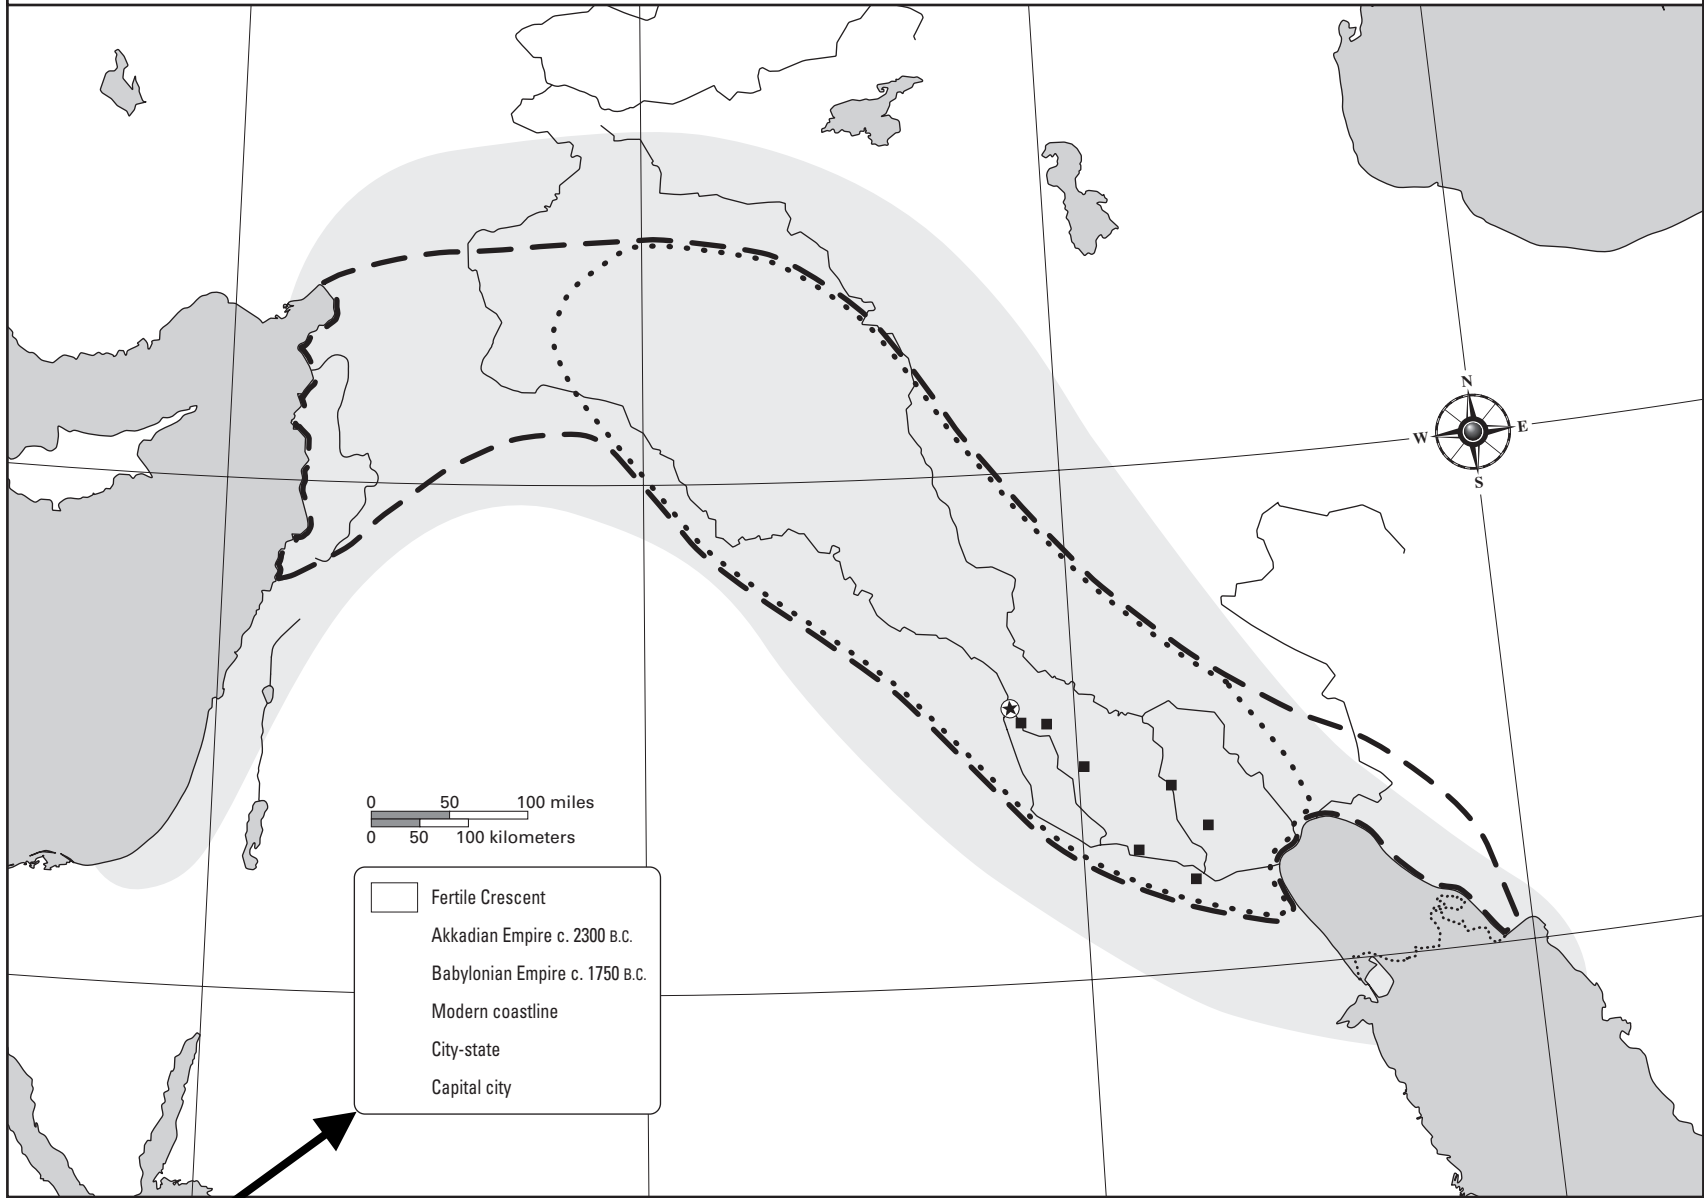 N
W E
S
0 50 100 miles
0 50 100 kilometers
Fertile Crescent
Akkadian Empire c. 2300 B.C.
Babylonian Empire c. 1750 B.C.
Modern coastline
City-state
Capital city